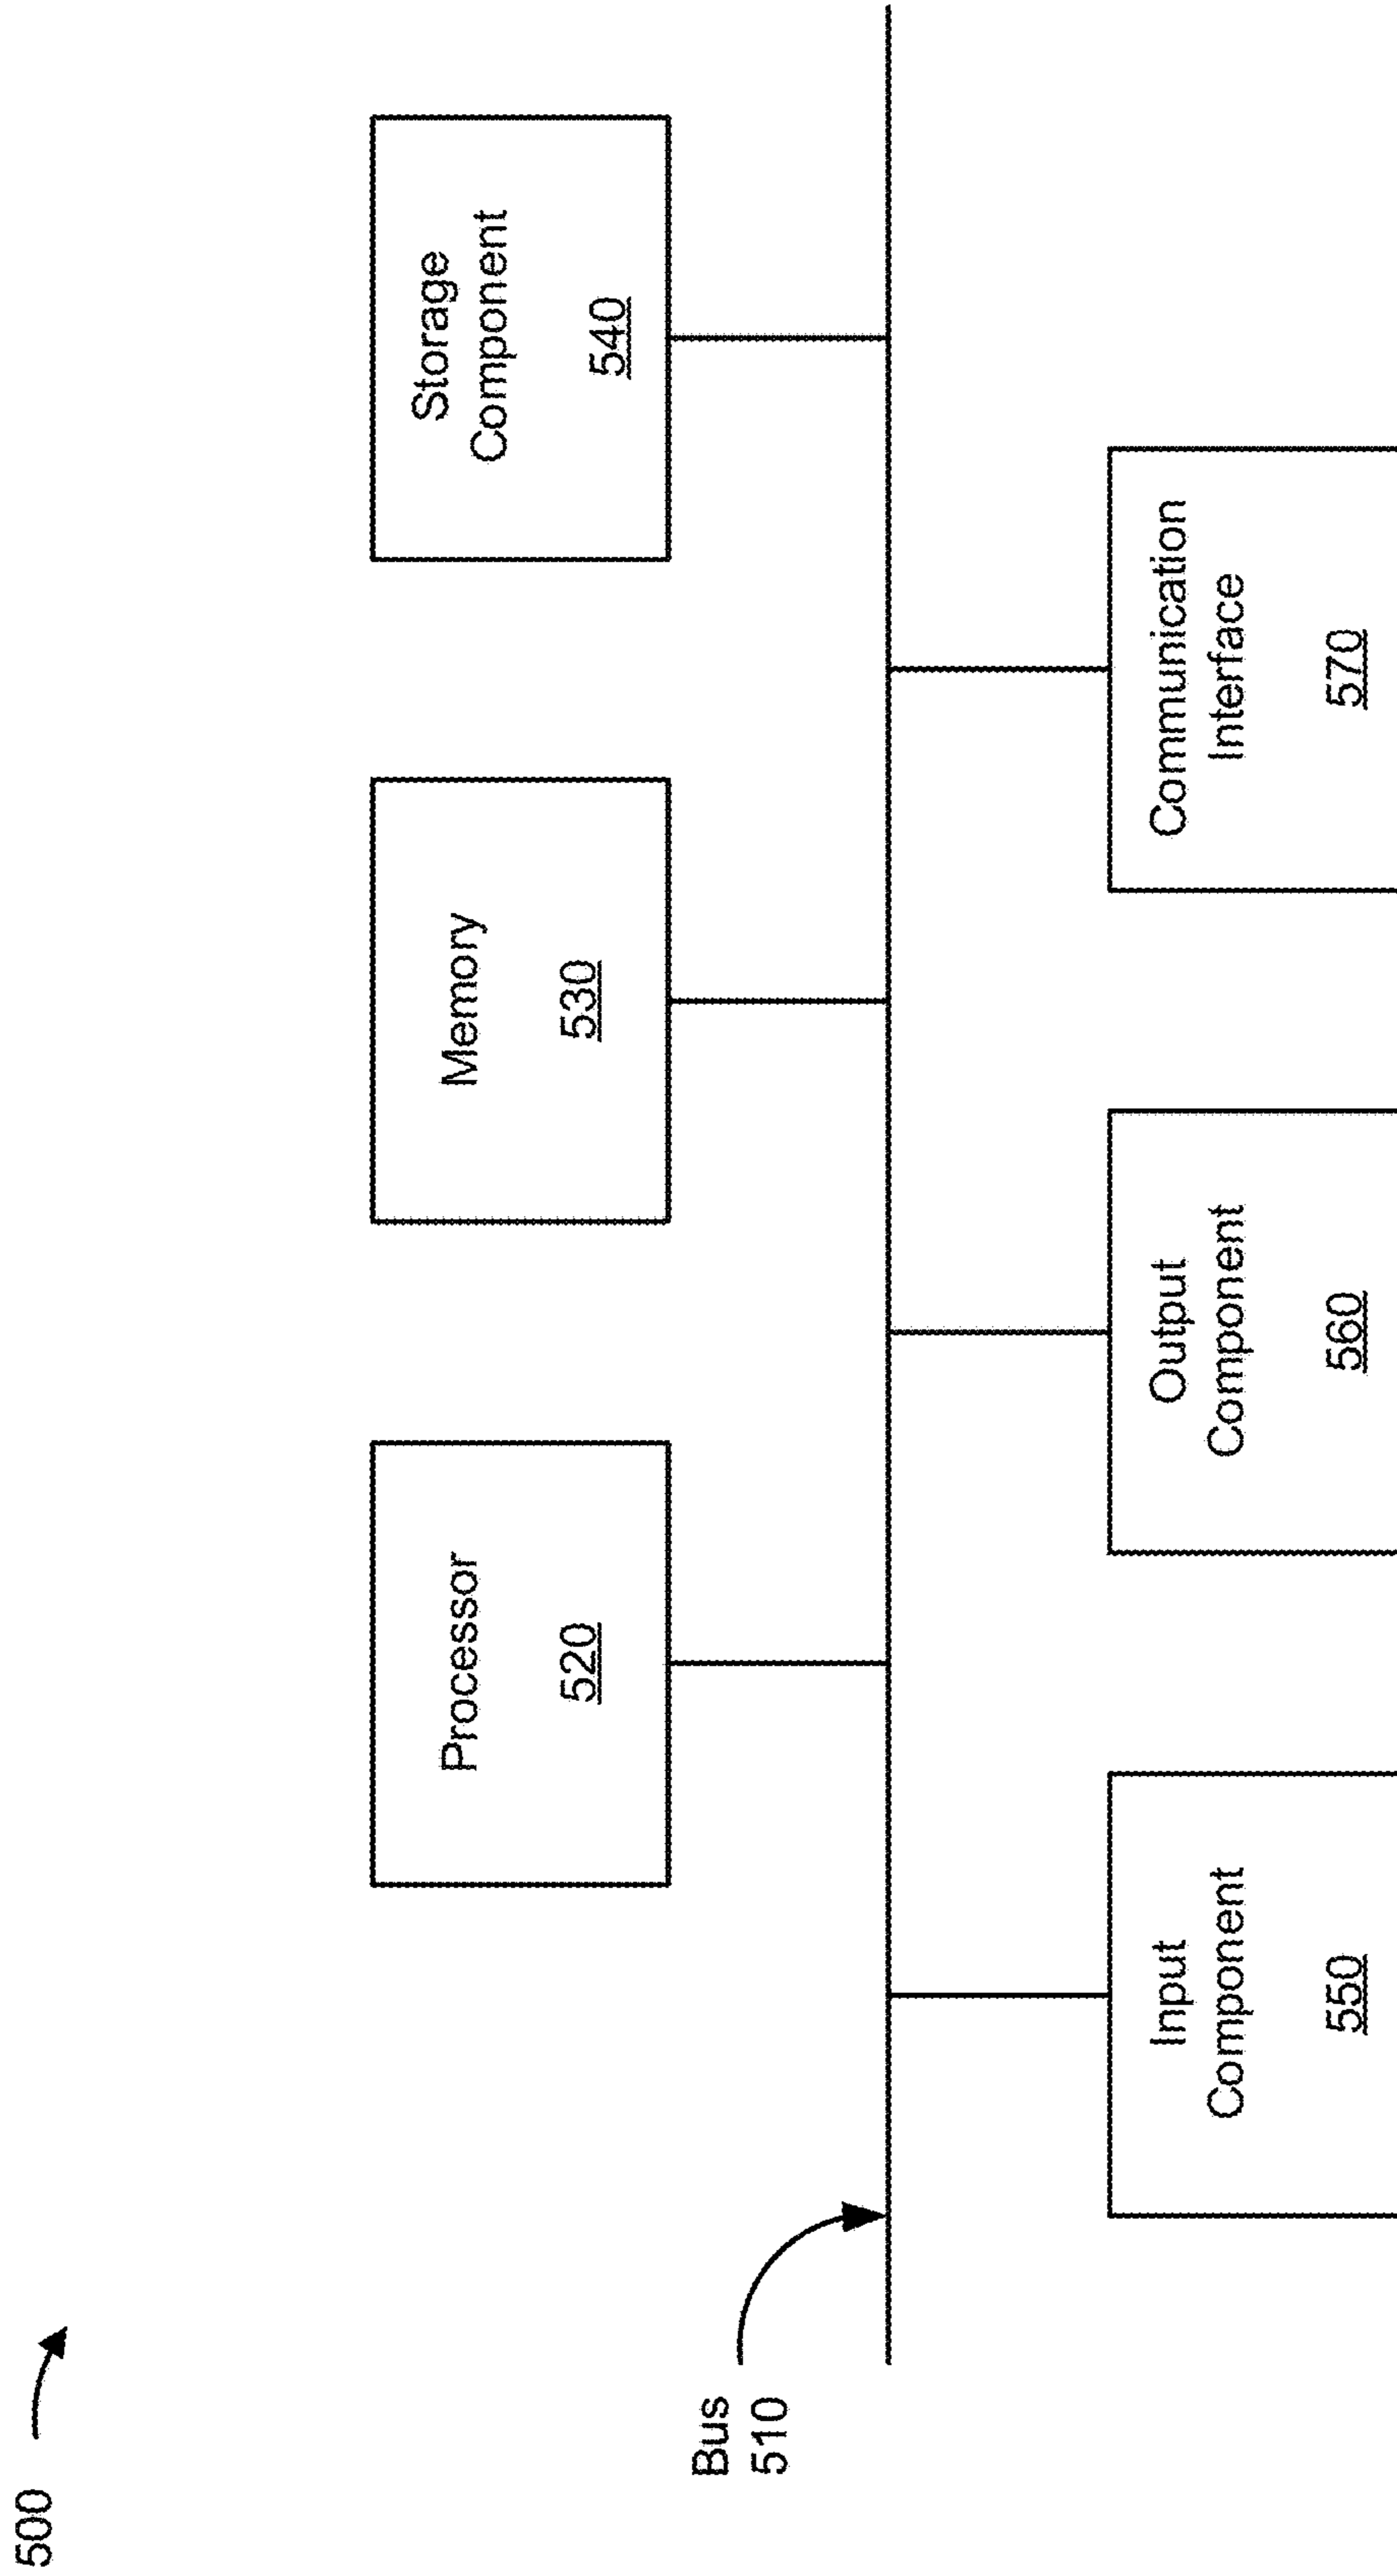 500
Bus
510
Processor
520
Memory
530
Storage
Component
540
Input
Component
550
Output
Component
560
Communication
Interface
570